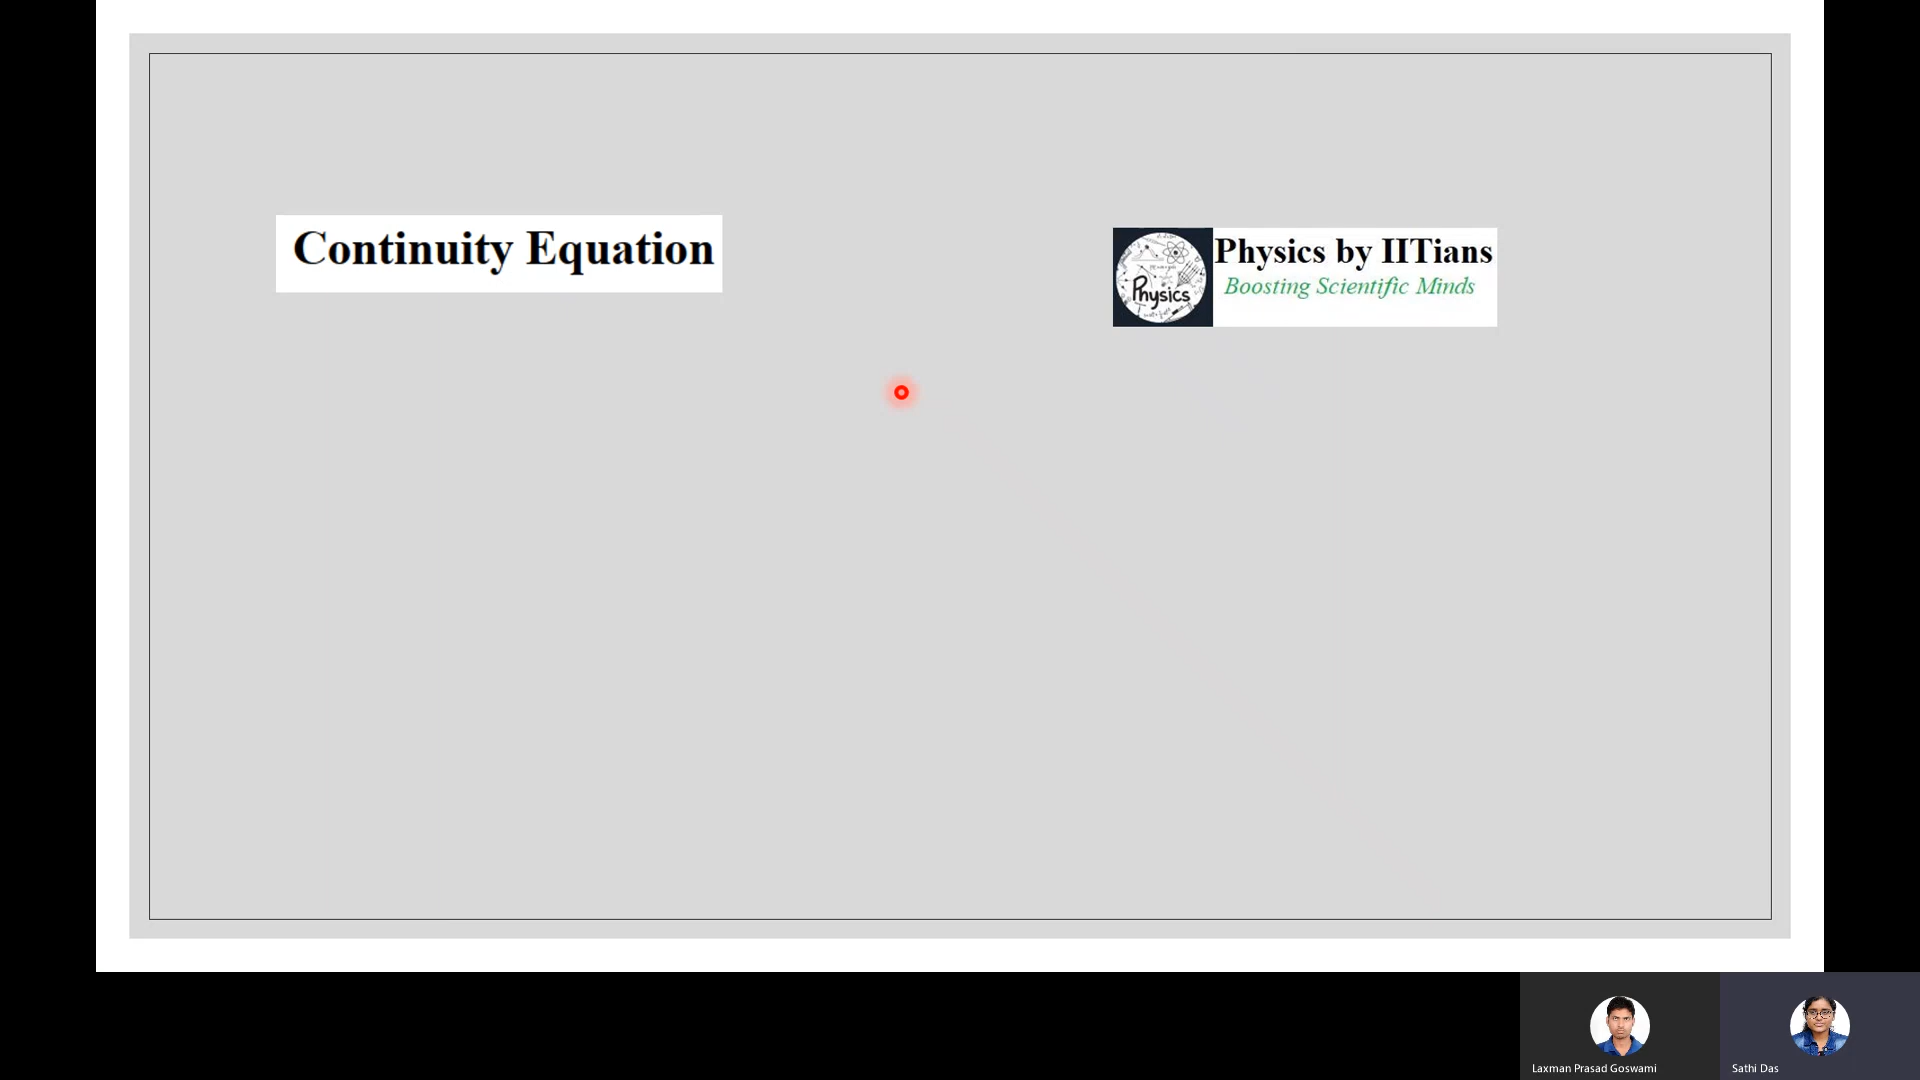 Continuity Equation
Physics by IITians
Boosting Scientific Minds
Physics
Laxman Prasad Goswami
Sathi Das